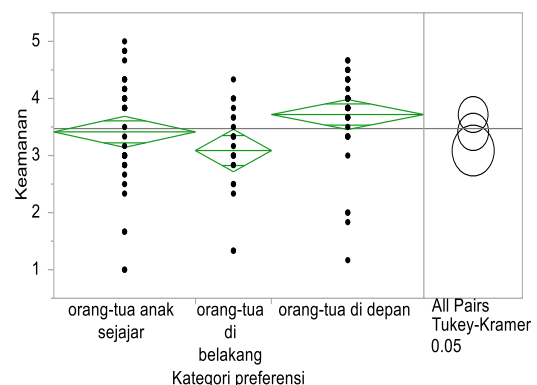 Keamanan
5
4
3
2
1
orang-tua anak
sejajar
orang-tua
di
belakang
orang-tua di depan
All Pairs
Tukey-Kramer
0.05
Kategori preferensi